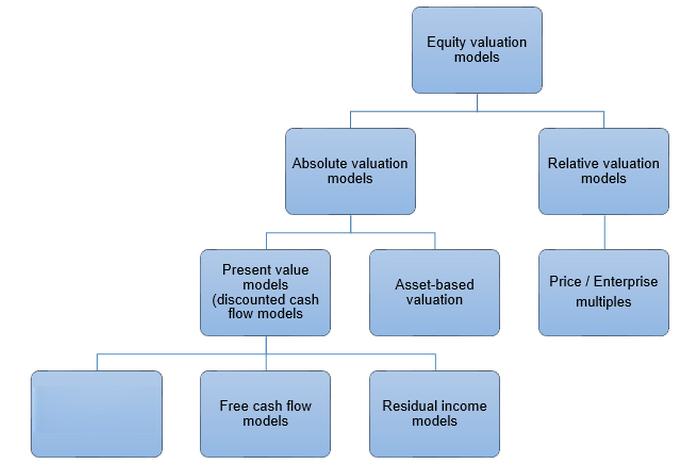 Equity valuation
models
Absolute valuation
models
Relative valuation
models
Present value
models
(discounted cash
flow models
Asset-based
valuation
Price / Enterprise
multiples
Free cash flow
models
Residual income
models